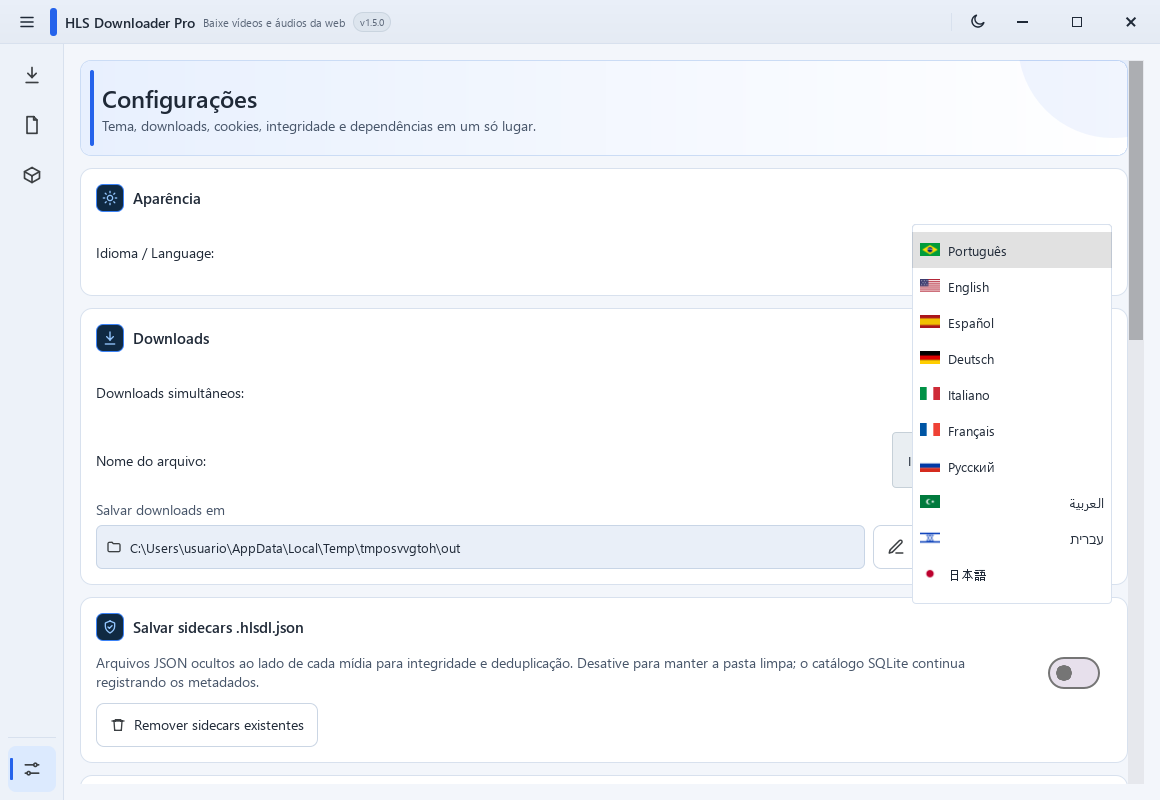 HLS Downloader Pro Baixe vídeos e áudios da web v1.5.0
Configurações
Tema, downloads, cookies, integridade e dependências em um só lugar.
Aparência
Idioma / Language:
Português
English
Español
Deutsch
Italiano
Français
Русский
العربية
עברית
日本語
Downloads
Downloads simultâneos:
Nome do arquivo:
Salvar downloads em
C:\Users\usuario\AppData\Local\Temp\tmposvvgtoh\out
Salvar sidecars .hlsdl.json
Arquivos JSON ocultos ao lado de cada mídia para integridade e deduplicação. Desative para manter a pasta limpa; o catálogo SQLite continua
registrando os metadados.
Remover sidecars existentes